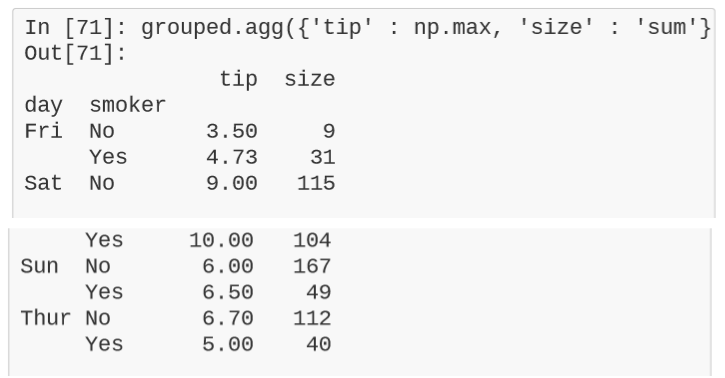 In [71]: grouped.agg({'tip' : np.max, 'size' : 'sum'}
Out[71]:
tip size
day smoker
Fri No 3.50 9
Yes 4.73 31
Sat No 9.00 115
Yes 10.00 104
Sun No 6.00 167
Yes 6.50 49
Thur No 6.70 112
Yes 5.00 40